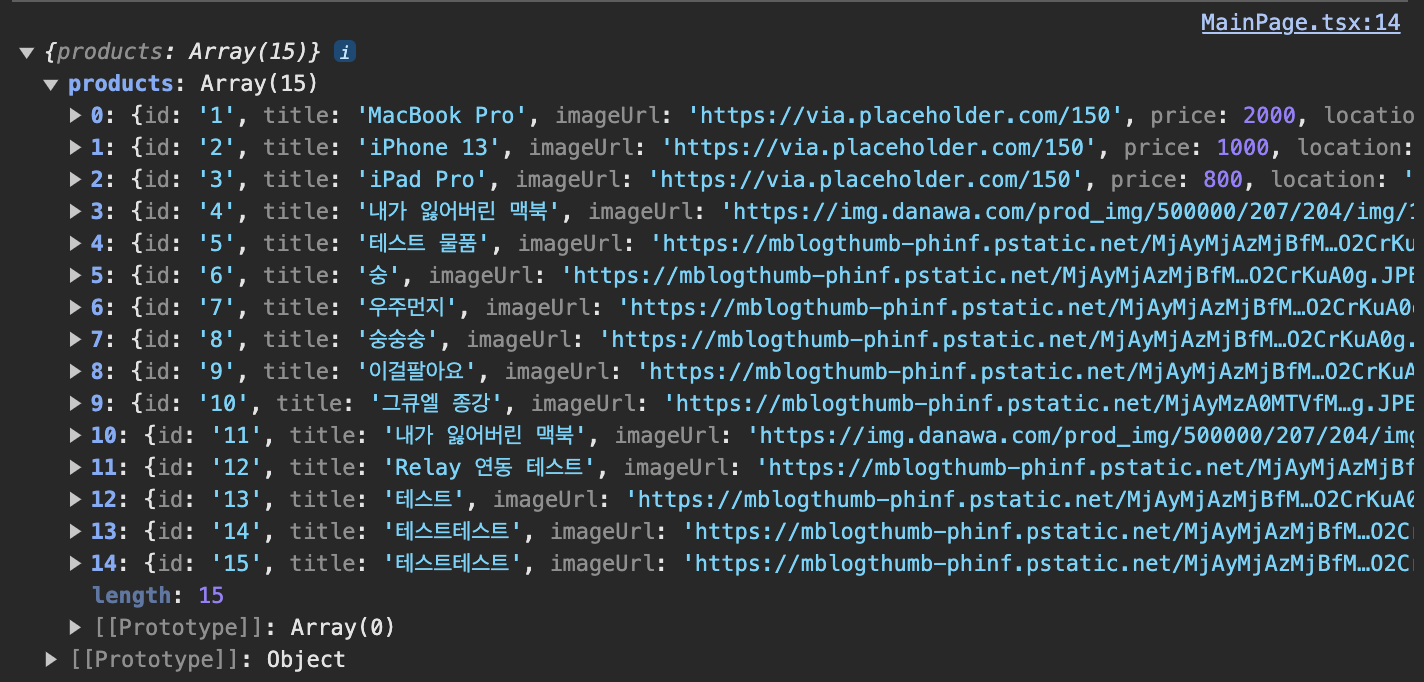 MainPage.tsx:14
▼ {products: Array(15)} i
▼ products: Array(15)
▶ 0: {id: '1', title: 'MacBook Pro', imageUrl: 'https://via.placeholder.com/150', price: 2000, locatio
▶ 1: {id: '2', title: 'iPhone 13', imageUrl: 'https://via.placeholder.com/150', price: 1000, location:
▶ 2: {id: '3', title: 'iPad Pro', imageUrl: 'https://via.placeholder.com/150', price: 800, location: '
▶ 3: {id: '4', title: '내가 잃어버린 맥북', imageUrl: 'https://img.danawa.com/prod_img/500000/207/204/img/1
▶ 4: {id: '5', title: '테스트 물품', imageUrl: 'https://mblogthumb-phinf.pstatic.net/MjAyMjAzMjBfM…O2CrKu
▶ 5: {id: '6', title: '숭', imageUrl: 'https://mblogthumb-phinf.pstatic.net/MjAyMjAzMjBfM…O2CrKuA0g.JPE
▶ 6: {id: '7', title: '우주먼지', imageUrl: 'https://mblogthumb-phinf.pstatic.net/MjAyMjAzMjBfM…O2CrKuA0
▶ 7: {id: '8', title: '숭숭숭', imageUrl: 'https://mblogthumb-phinf.pstatic.net/MjAyMjAzMjBfM…O2CrKuA0g.
▶ 8: {id: '9', title: '이걸팔아요', imageUrl: 'https://mblogthumb-phinf.pstatic.net/MjAyMjAzMjBfM…O2CrKuA
▶ 9: {id: '10', title: '그큐엘 종강', imageUrl: 'https://mblogthumb-phinf.pstatic.net/MjAyMzA0MTVfM…g.JPE
▶ 10: {id: '11', title: '내가 잃어버린 맥북', imageUrl: 'https://img.danawa.com/prod_img/500000/207/204/img
▶ 11: {id: '12', title: 'Relay 연동 테스트', imageUrl: 'https://mblogthumb-phinf.pstatic.net/MjAyMjAzMjBf
▶ 12: {id: '13', title: '테스트', imageUrl: 'https://mblogthumb-phinf.pstatic.net/MjAyMjAzMjBfM…O2CrKuA0
▶ 13: {id: '14', title: '테스트테스트', imageUrl: 'https://mblogthumb-phinf.pstatic.net/MjAyMjAzMjBfM…O2C
▶ 14: {id: '15', title: '테스트테스트', imageUrl: 'https://mblogthumb-phinf.pstatic.net/MjAyMjAzMjBfM…O2C
length: 15
▶ [[Prototype]]: Array(0)
▶ [[Prototype]]: Object